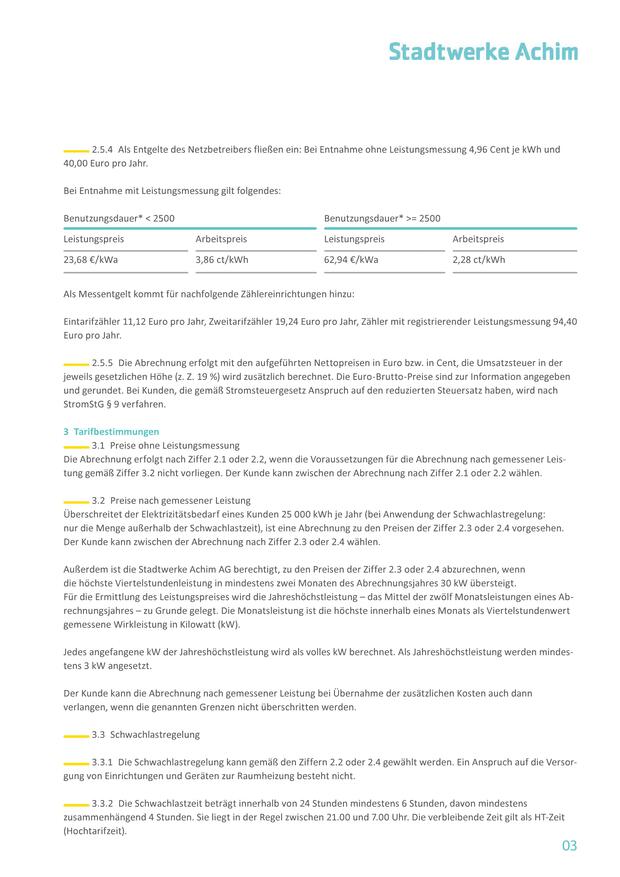 Stadtwerke Achim
2.5.4 Als Entgelte des Netzbetreibers fließen ein: Bei Entnahme ohne Leistungsmessung 4,96 Cent je kWh und
40,00 Euro pro Jahr.
Bei Entnahme mit Leistungsmessung gilt folgendes:
Benutzungsdauer* < 2500 Benutzungsdauer* >= 2500
Leistungspreis Arbeitspreis Leistungspreis Arbeitspreis
23,68 €/kWa 3,86 ct/kWh 62,94 €/kWa 2,28 ct/kWh
Als Messentgelt kommt für nachfolgende Zählereinrichtungen hinzu:
Eintarifzähler 11,12 Euro pro Jahr, Zweitarifzähler 19,24 Euro pro Jahr, Zähler mit registrierender Leistungsmessung 94,40
Euro pro Jahr.
2.5.5 Die Abrechnung erfolgt mit den aufgeführten Nettopreisen in Euro bzw. in Cent, die Umsatzsteuer in der
jeweils gesetzlichen Höhe (z. Z. 19 %) wird zusätzlich berechnet. Die Euro-Brutto-Preise sind zur Information angegeben
und gerundet. Bei Kunden, die gemäß Stromsteuergesetz Anspruch auf den reduzierten Steuersatz haben, wird nach
StromStG § 9 verfahren.
3 Tarifbestimmungen
3.1 Preise ohne Leistungsmessung
Die Abrechnung erfolgt nach Ziffer 2.1 oder 2.2, wenn die Voraussetzungen für die Abrechnung nach gemessener Leis-
tung gemäß Ziffer 3.2 nicht vorliegen. Der Kunde kann zwischen der Abrechnung nach Ziffer 2.1 oder 2.2 wählen.
3.2 Preise nach gemessener Leistung
Überschreitet der Elektrizitätsbedarf eines Kunden 25 000 kWh je Jahr (bei Anwendung der Schwachlastregelung:
nur die Menge außerhalb der Schwachlastzeit), ist eine Abrechnung zu den Preisen der Ziffer 2.3 oder 2.4 vorgesehen.
Der Kunde kann zwischen der Abrechnung nach Ziffer 2.3 oder 2.4 wählen.
Außerdem ist die Stadtwerke Achim AG berechtigt, zu den Preisen der Ziffer 2.3 oder 2.4 abzurechnen, wenn
die höchste Viertelstundenleistung in mindestens zwei Monaten des Abrechnungsjahres 30 kW übersteigt.
Für die Ermittlung des Leistungspreises wird die Jahreshöchstleistung – das Mittel der zwölf Monatsleistungen eines Ab-
rechnungsjahres – zu Grunde gelegt. Die Monatsleistung ist die höchste innerhalb eines Monats als Viertelstundenwert
gemessene Wirkleistung in Kilowatt (kW).
Jedes angefangene kW der Jahreshöchstleistung wird als volles kW berechnet. Als Jahreshöchstleistung werden mindes-
tens 3 kW angesetzt.
Der Kunde kann die Abrechnung nach gemessener Leistung bei Übernahme der zusätzlichen Kosten auch dann
verlangen, wenn die genannten Grenzen nicht überschritten werden.
3.3 Schwachlastregelung
3.3.1 Die Schwachlastregelung kann gemäß den Ziffern 2.2 oder 2.4 gewählt werden. Ein Anspruch auf die Versor-
gung von Einrichtungen und Geräten zur Raumheizung besteht nicht.
3.3.2 Die Schwachlastzeit beträgt innerhalb von 24 Stunden mindestens 6 Stunden, davon mindestens
zusammenhängend 4 Stunden. Sie liegt in der Regel zwischen 21.00 und 7.00 Uhr. Die verbleibende Zeit gilt als HT-Zeit
(Hochtarifzeit).
03